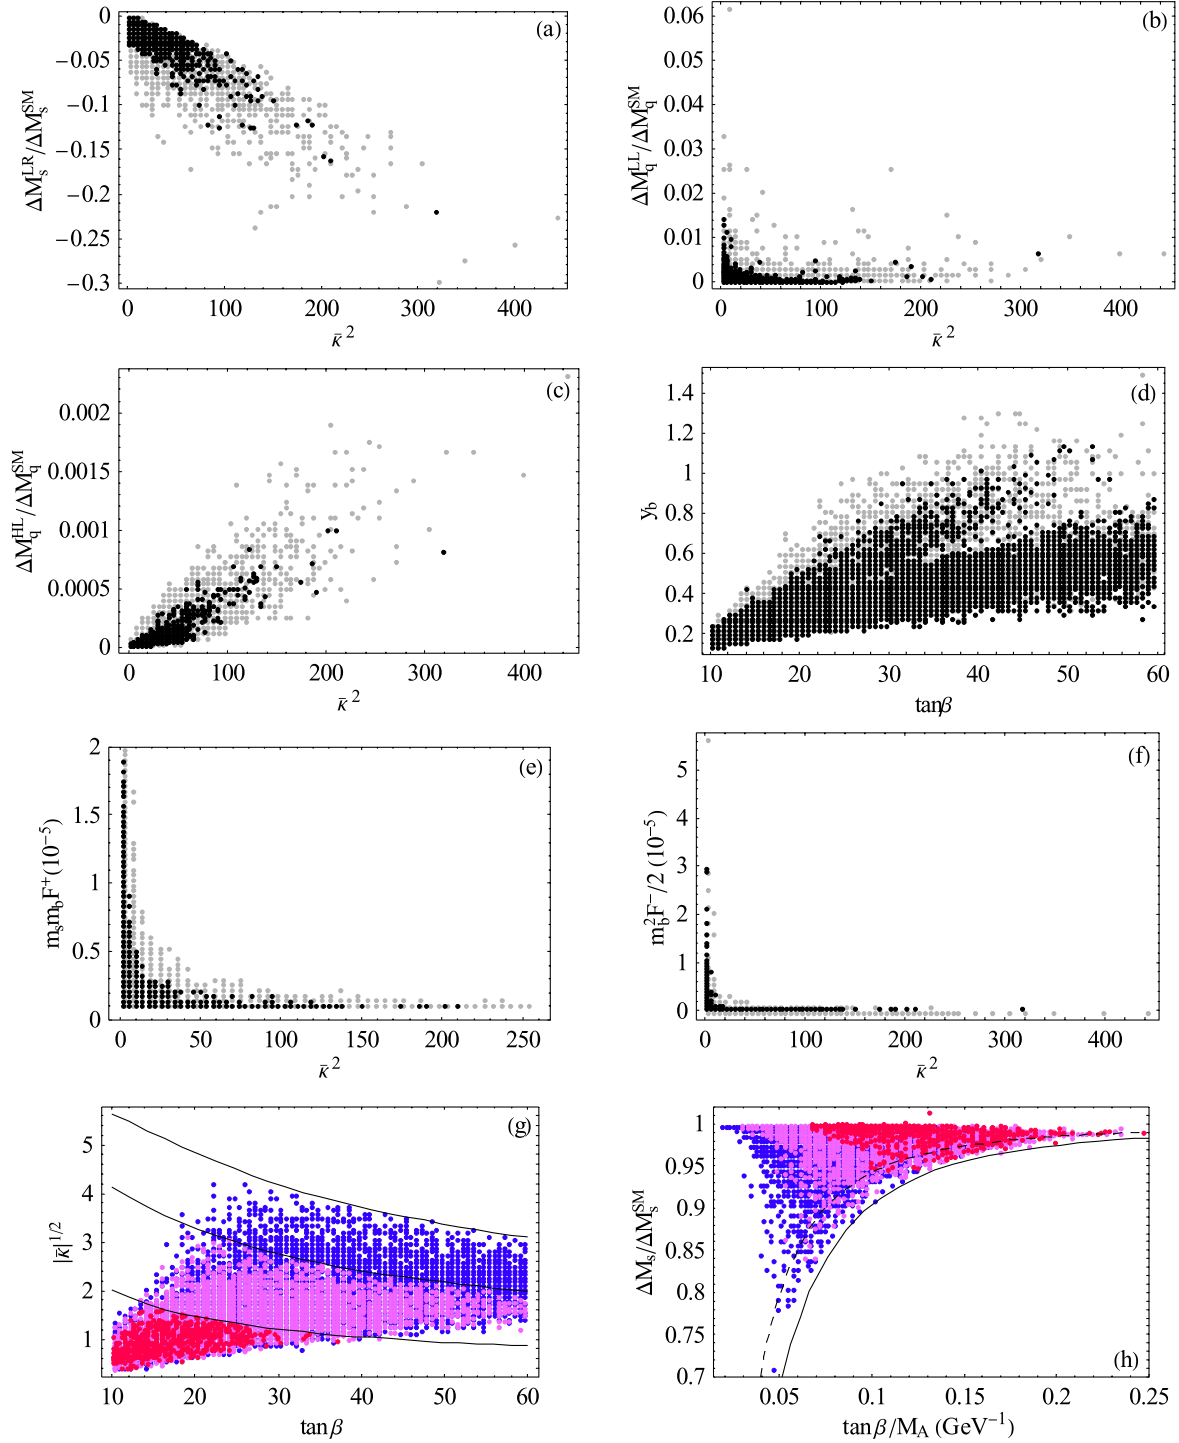 (a)
0
−0.05
−0.1
−0.15
−0.2
−0.25
−0.3
ΔM_s^LR/ΔM_s^SM
0 100 200 300 400
κ̄ ²
(b)
0.06
0.05
0.04
0.03
0.02
0.01
0
ΔM_q^LL/ΔM_q^SM
0 100 200 300 400
κ̄ ²
(c)
0.002
0.0015
0.001
0.0005
0
ΔM_q^HL/ΔM_q^SM
0 100 200 300 400
κ̄ ²
(d)
1.4
1.2
1
0.8
0.6
0.4
0.2
y_b
10 20 30 40 50 60
tanβ
(e)
2
1.5
1
0.5
0
m_s m_b F⁺(10⁻⁵)
0 50 100 150 200 250
κ̄ ²
(f)
5
4
3
2
1
0
m_b²F⁻/2 (10⁻⁵)
0 100 200 300 400
κ̄ ²
(g)
5
4
3
2
1
|κ̄|^1/2
10 20 30 40 50 60
tanβ
(h)
1
0.95
0.9
0.85
0.8
0.75
0.7
ΔM_s/ΔM_s^SM
0.05 0.1 0.15 0.2 0.25
tanβ/M_A (GeV⁻¹)